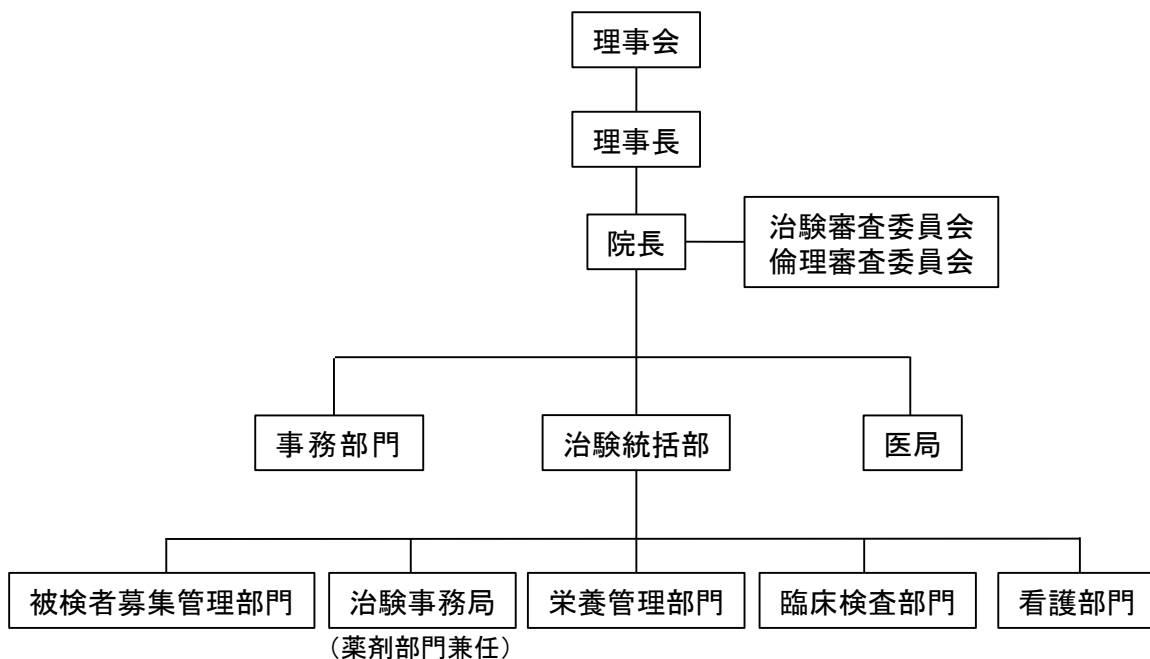 理事会
理事長
院長
治験審査委員会
倫理審査委員会
事務部門
治験統括部
医局
被検者募集管理部門
治験事務局
(薬剤部門兼任)
栄養管理部門
臨床検査部門
看護部門